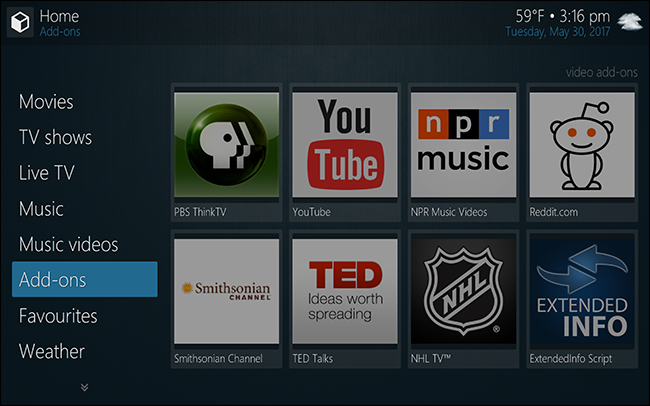 Home
Add-ons
59°F • 3:16 pm
Tuesday, May 30, 2017
video add-ons
Movies
TV shows
Live TV
Music
Music videos
Add-ons
Favourites
Weather
You
Tube
npr
music
PBS ThinkTV
YouTube
NPR Music Videos
Reddit.com
Smithsonian
CHANNEL
TED
Ideas worth
spreading
NHL
®
EXTENDED
INFO
Smithsonian Channel
TED Talks
NHL TV™
ExtendedInfo Script